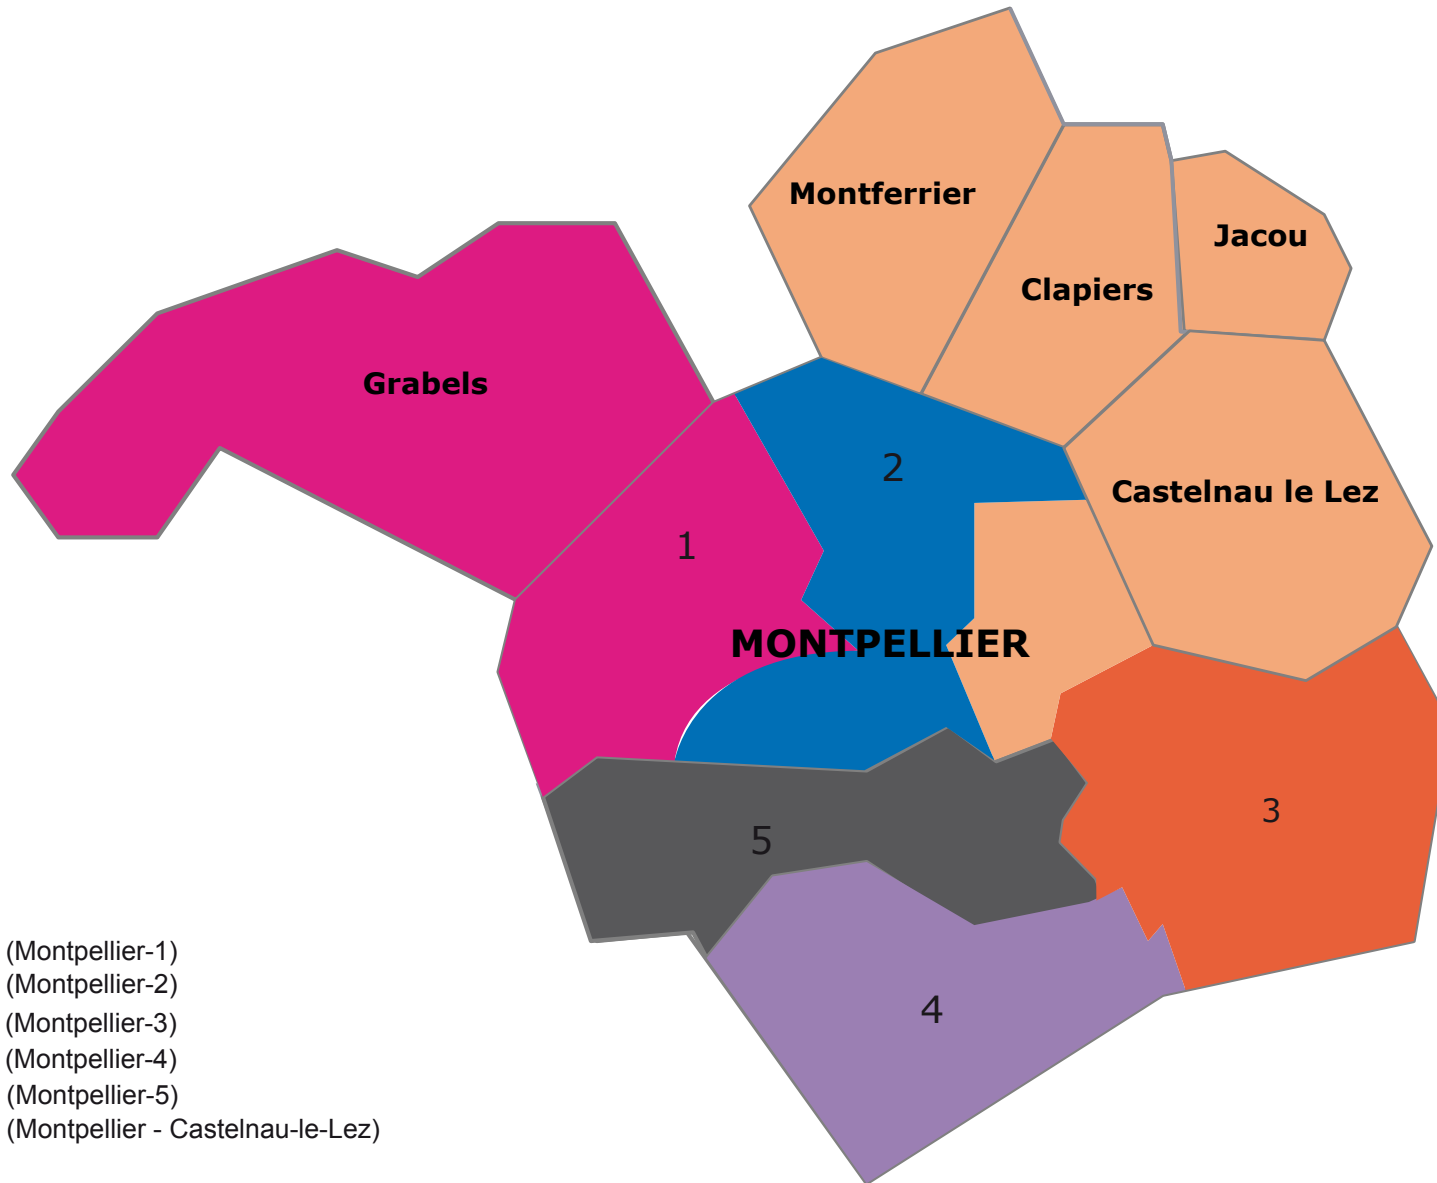 Montferrier
Jacou
Clapiers
Grabels
2
Castelnau le Lez
1
MONTPELLIER
3
5
4
(Montpellier-1)
(Montpellier-2)
(Montpellier-3)
(Montpellier-4)
(Montpellier-5)
(Montpellier - Castelnau-le-Lez)